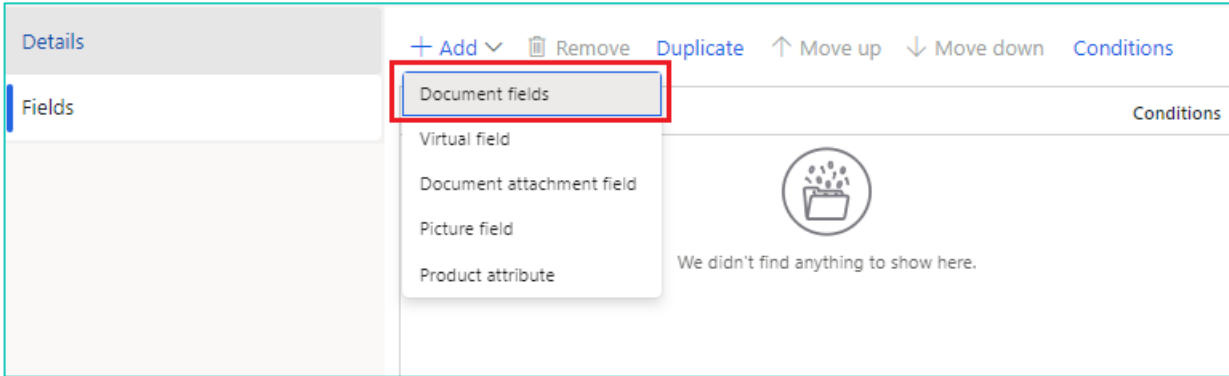 Details
Fields
Add Remove Duplicate Move up Move down Conditions
Document fields
Virtual field
Document attachment field
Picture field
Product attribute
Conditions
We didn't find anything to show here.